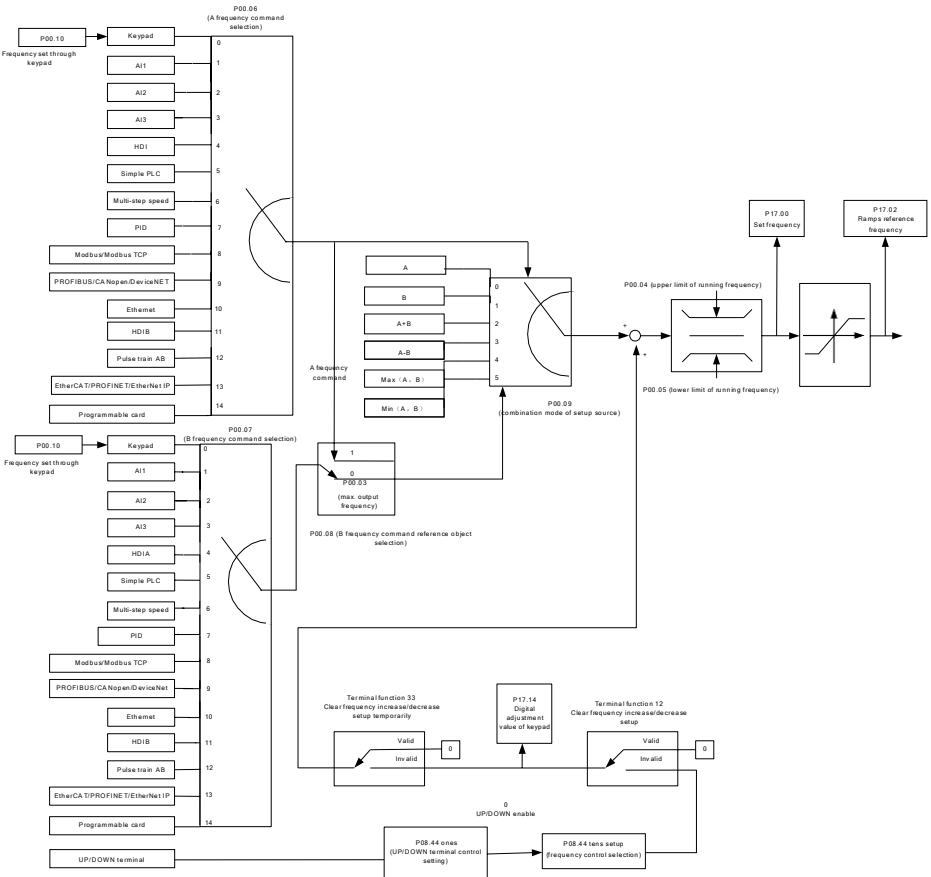 P00.06
(A frequency command
selection)
P00.10
Frequency set through
keypad
Keypad
0
AI1
1
AI2
2
AI3
3
HDI
4
Simple PLC
5
Multi-step speed
6
PID
7
Modbus/Modbus TCP
8
PROFIBUS/CANopen/DeviceNET
9
Ethernet
10
HDIB
11
Pulse train AB
12
EtherCAT/PROFINET/EtherNet IP
13
Programmable card
14
A frequency
command
A
0
B
1
A+B
2
A-B
3
4
Max（A，B）
5
Min（A，B）
P00.09
(combination mode of setup source)
+
+
P00.04 (upper limit of running frequency)
P00.05 (lower limit of running frequency)
P17.00
Set frequency
P17.02
Ramps reference
frequency
P00.07
(B frequency command selection)
P00.10
Frequency set through
keypad
Keypad
0
AI1
1
AI2
2
AI3
3
HDIA
4
Simple PLC
5
Multi-step speed
6
PID
7
Modbus/Modbus TCP
8
PROFIBUS/CANopen/DeviceNet
9
Ethernet
10
HDIB
11
Pulse train AB
12
EtherCAT/PROFINET/EtherNet IP
13
Programmable card
14
1
0
P00.03
(max. output
frequency)
P00.08 (B frequency command reference object
selection)
Terminal function 33
Clear frequency increase/decrease
setup temporarily
Valid
Invalid
0
P17.14
Digital
adjustment
value of keypad
Terminal function 12
Clear frequency increase/decrease
setup
Valid
Invalid
0
0
UP/DOWN enable
UP/DOWN terminal
P08.44 ones
(UP/DOWN terminal control
setting)
P08.44 tens setup
(frequency control selection)